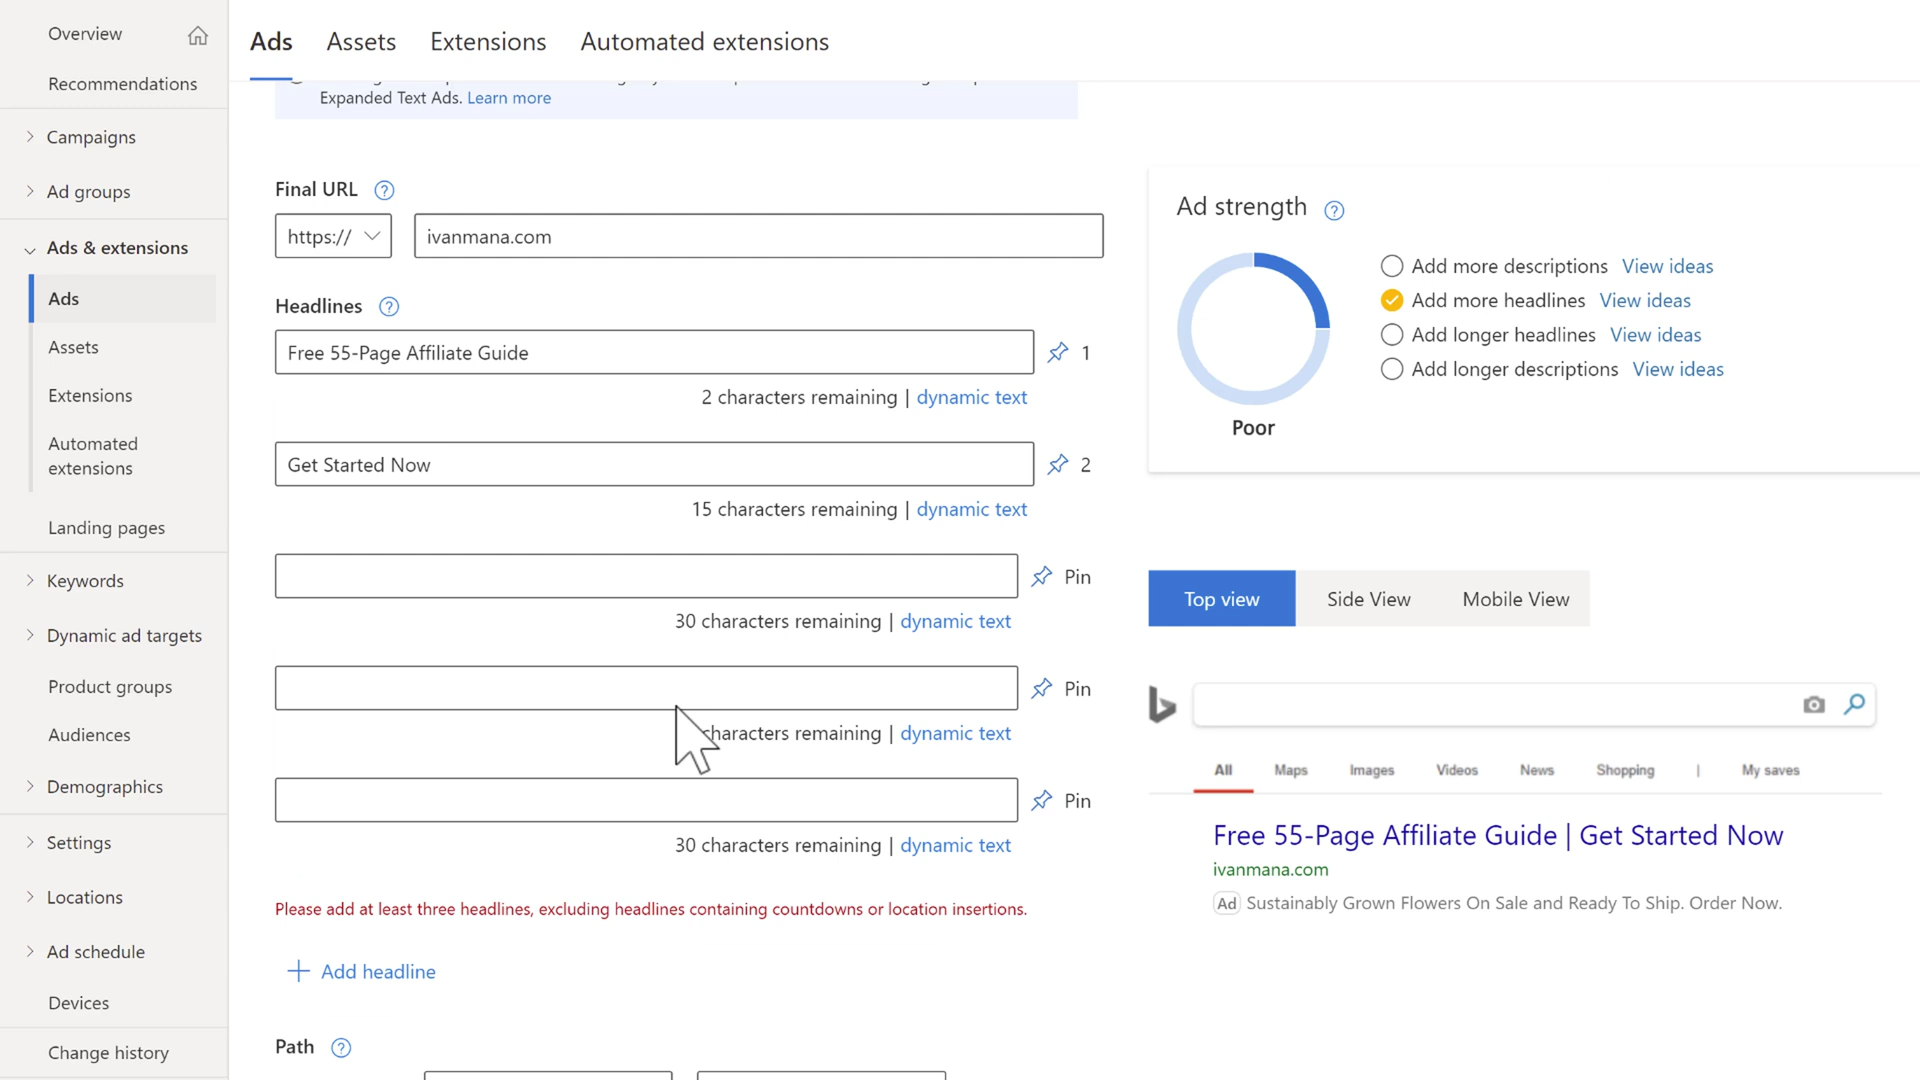 Overview
Recommendations
Campaigns
Ad groups
Ads & extensions
Ads
Assets
Extensions
Automated
extensions
Landing pages
Keywords
Dynamic ad targets
Product groups
Audiences
Demographics
Settings
Locations
Ad schedule
Devices
Change history
Ads Assets Extensions Automated extensions
Expanded Text Ads. Learn more
Final URL ?
https:// ivanmana.com
Headlines ?
Free 55-Page Affiliate Guide 1
2 characters remaining | dynamic text
Get Started Now 2
15 characters remaining | dynamic text
Pin
30 characters remaining | dynamic text
Pin
characters remaining | dynamic text
Pin
30 characters remaining | dynamic text
Please add at least three headlines, excluding headlines containing countdowns or location insertions.
+ Add headline
Path ?
Ad strength ?
Poor
Add more descriptions View ideas
Add more headlines View ideas
Add longer headlines View ideas
Add longer descriptions View ideas
Top view Side View Mobile View
All Maps Images Videos News Shopping | My saves
Free 55-Page Affiliate Guide | Get Started Now
ivanmana.com
Ad Sustainably Grown Flowers On Sale and Ready To Ship. Order Now.